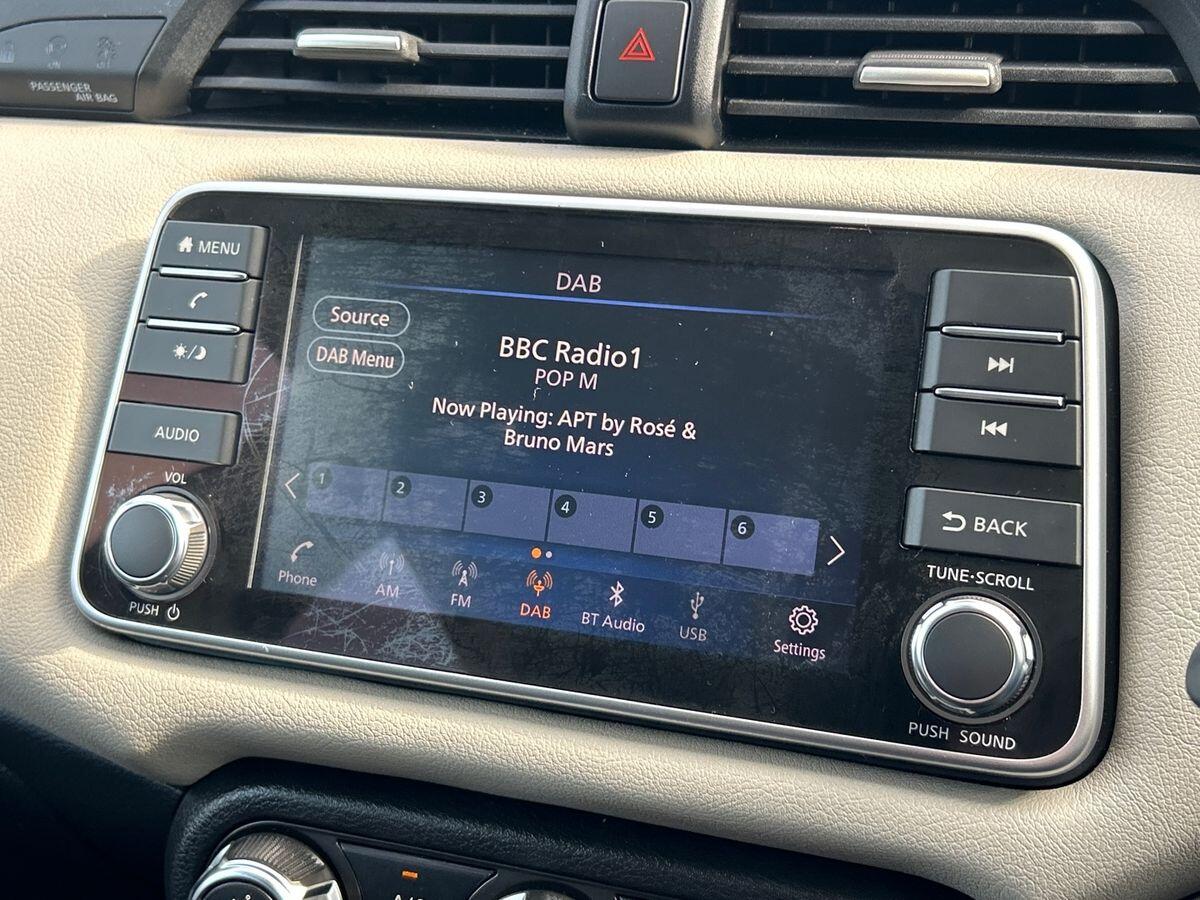 PASSENGER
AIR BAG
MENU
AUDIO
VOL
PUSH
DAB
Source
DAB Menu
BBC Radio1
POP M
Now Playing: APT by Rosé &
Bruno Mars
1 2 3 4 5 6
Phone AM FM DAB BT Audio USB Settings
BACK
TUNE·SCROLL
PUSH SOUND